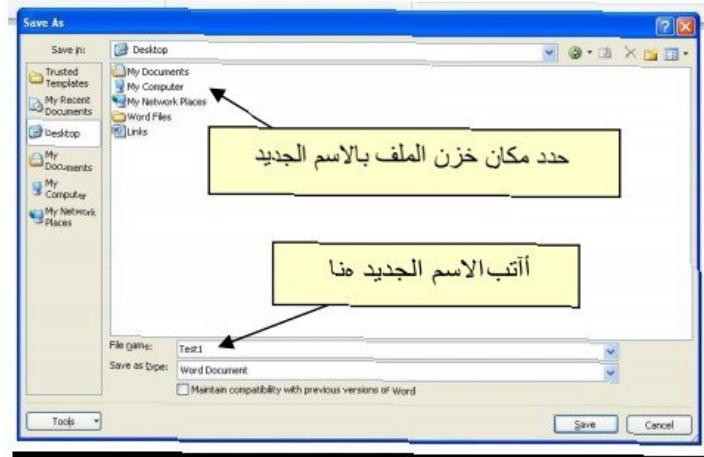 Save As
Save in:
Desktop
Trusted
Templates
My Recent
Documents
Desktop
My
Documents
My
Computer
My Network
Places
My Documents
My Computer
My Network Places
Word Files
Links
حدد مكان خزن الملف بالاسم الجديد
أآتب الاسم الجديد هنا
File name:
Test1
Save as type:
Word Document
Maintain compatibility with previous versions of Word
Tools
Save
Cancel